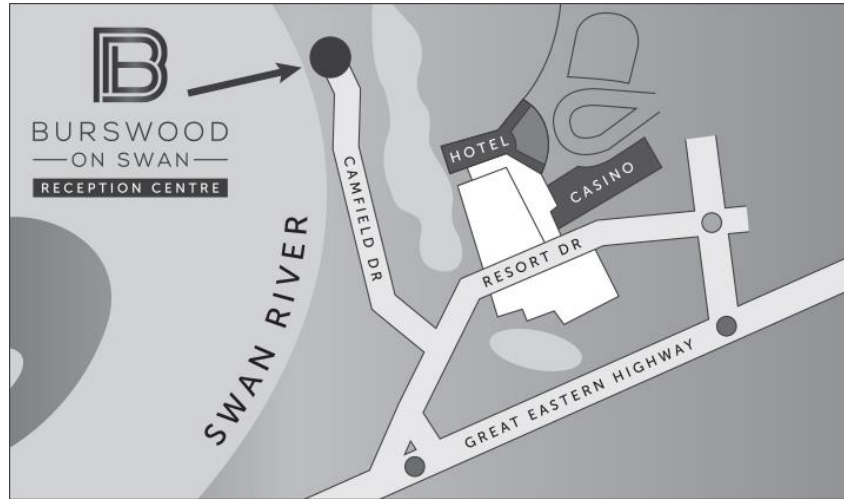 B
BURSWOOD
ON SWAN
RECEPTION CENTRE
SWAN RIVER
CAMFIELD DR
HOTEL
CASINO
RESORT DR
GREAT EASTERN HIGHWAY